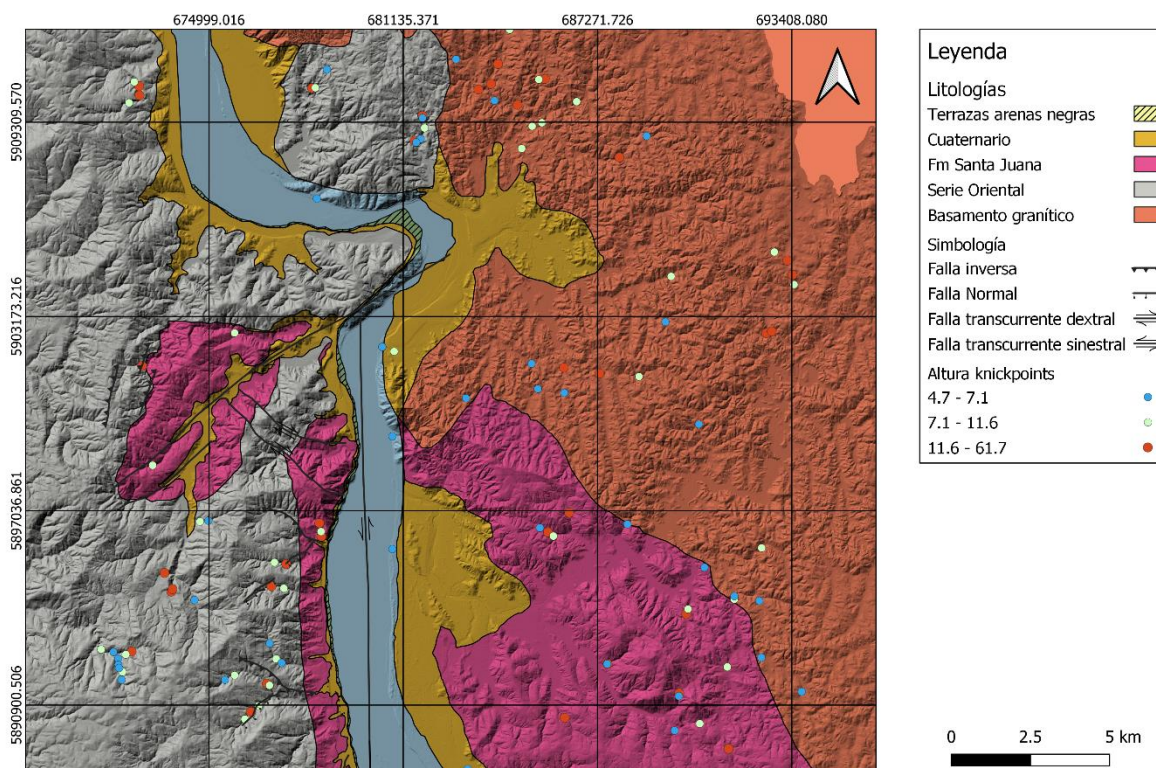 674999.016 681135.371 687271.726 693408.080
5909309.570
5903173.216
5897036.861
5890900.506
Leyenda
Litologías
Terrazas arenas negras
Cuaternario
Fm Santa Juana
Serie Oriental
Basamento granítico
Simbología
Falla inversa
Falla Normal
Falla transcurrente dextral
Falla transcurrente sinestral
Altura knickpoints
4.7 - 7.1
7.1 - 11.6
11.6 - 61.7
0 2.5 5 km